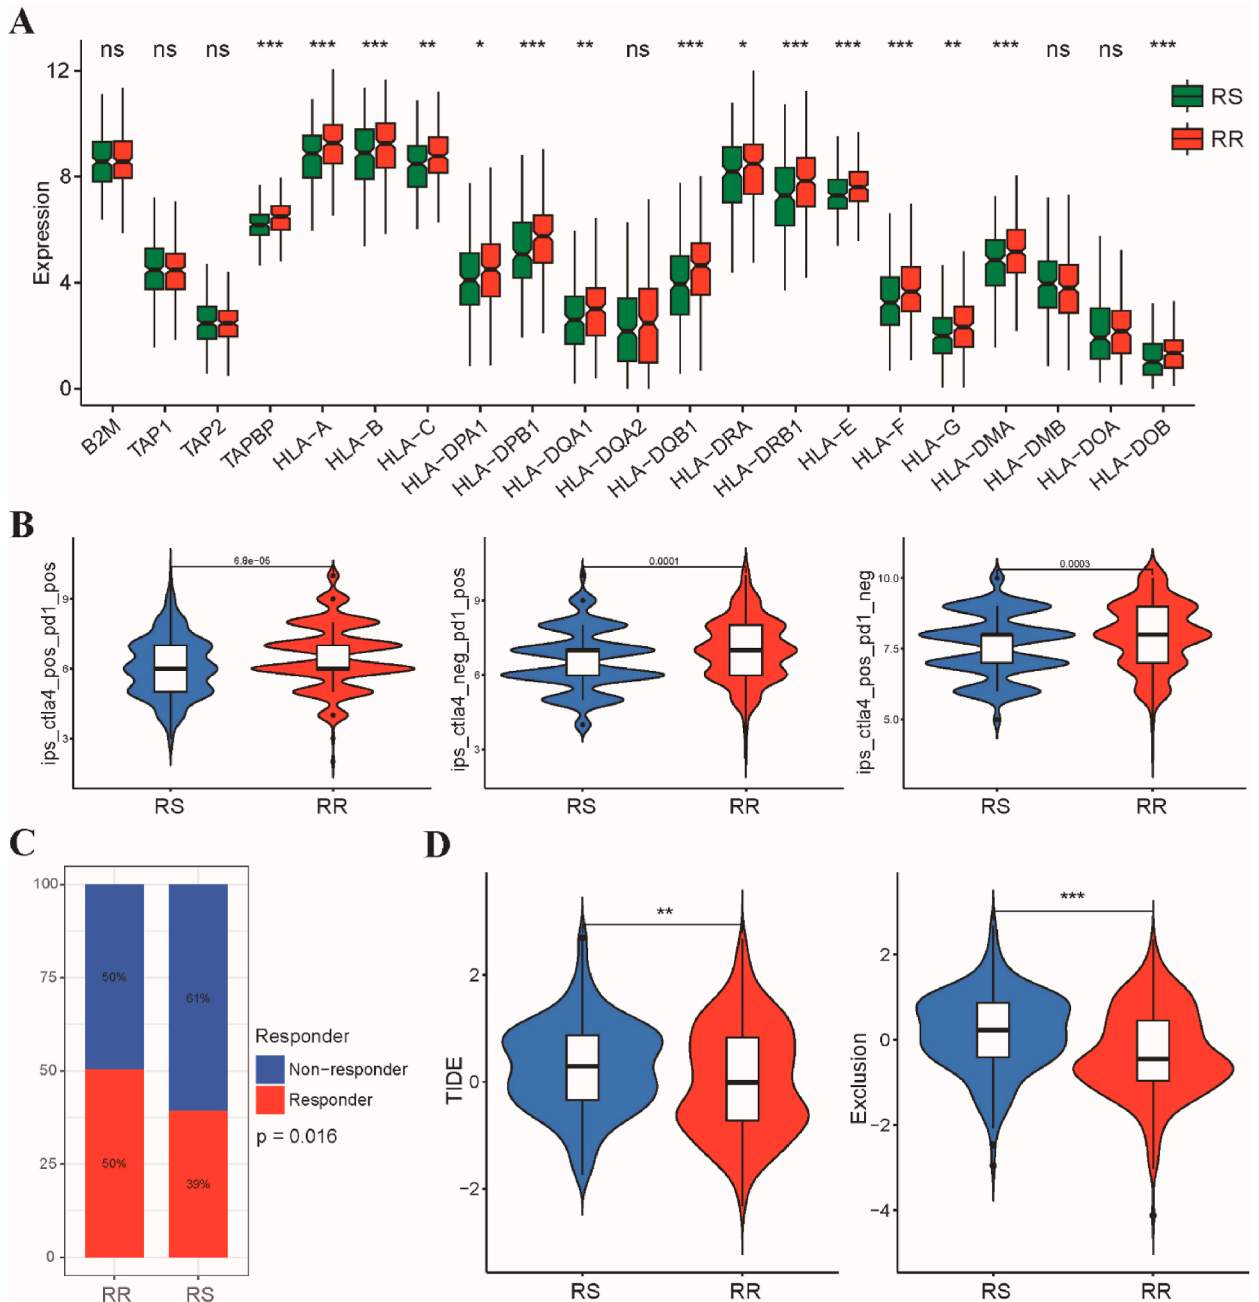 A
ns ns ns *** *** *** ** * *** ** ns *** * *** *** *** ** *** ns ns ***
12
8
4
0
Expression
RS
RR
B2M
TAP1
TAP2
TAPBP
HLA-A
HLA-B
HLA-C
HLA-DPA1
HLA-DPB1
HLA-DQA1
HLA-DQA2
HLA-DQB1
HLA-DRA
HLA-DRB1
HLA-E
HLA-F
HLA-G
HLA-DMA
HLA-DMB
HLA-DOA
HLA-DOB
B
ips_ctla4_pos_pd1_pos
9
6
3
6.8e-05
RS RR
ips_ctla4_neg_pd1_pos
9
6
3
0.0001
RS RR
ips_ctla4_pos_pd1_neg
10.0
7.5
5.0
0.0003
RS RR
C
100
75
50
25
0
50%
61%
50%
39%
RR RS
Responder
Non-responder
Responder
p = 0.016
D
TIDE
2
0
−2
**
RS RR
Exclusion
2
0
−2
−4
***
RS RR